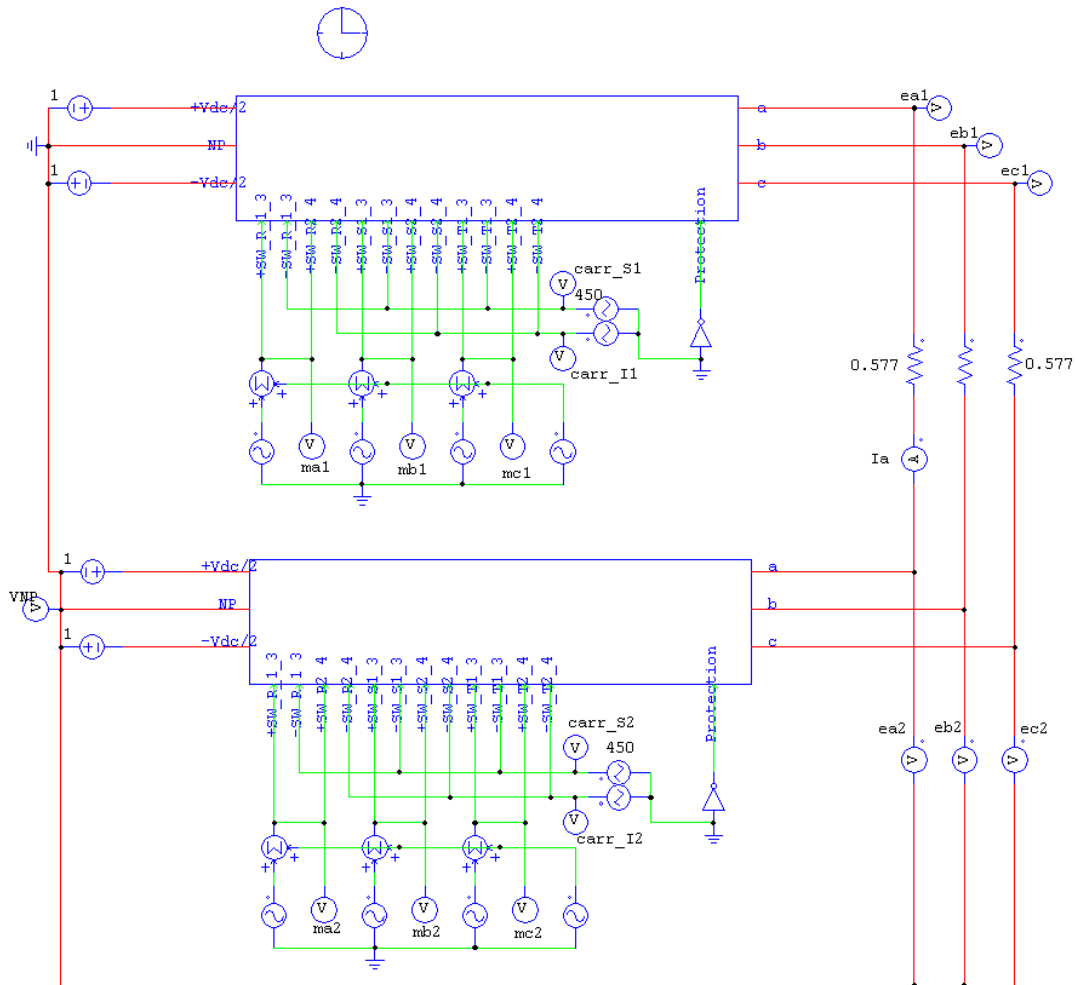 1
+Vdc/2
NP
1
-Vdc/2
a
b
c
ea1
V
eb1
V
ec1
V
+SW_R_1_3
-SW_R_1_3
+SW_R2_4
-SW_R2_4
+SW_S1_3
-SW_S1_3
+SW_S2_4
-SW_S2_4
+SW_T1_3
-SW_T1_3
+SW_T2_4
-SW_T2_4
Protection
carr_S1
V
450
V
carr_I1
0.577
0.577
+ + + + + +
V
ma1
V
mb1
V
mc1
Ia
A
1
+Vdc/2
VNP
V
NP
1
-Vdc/2
a
b
c
+SW_R_1_3
-SW_R_1_3
+SW_R2_4
-SW_R2_4
+SW_S1_3
-SW_S1_3
+SW_S2_4
-SW_S2_4
+SW_T1_3
-SW_T1_3
+SW_T2_4
-SW_T2_4
Protection
carr_S2
V
450
V
carr_I2
ea2
V
eb2
V
ec2
V
+ + + + + +
V
ma2
V
mb2
V
mc2